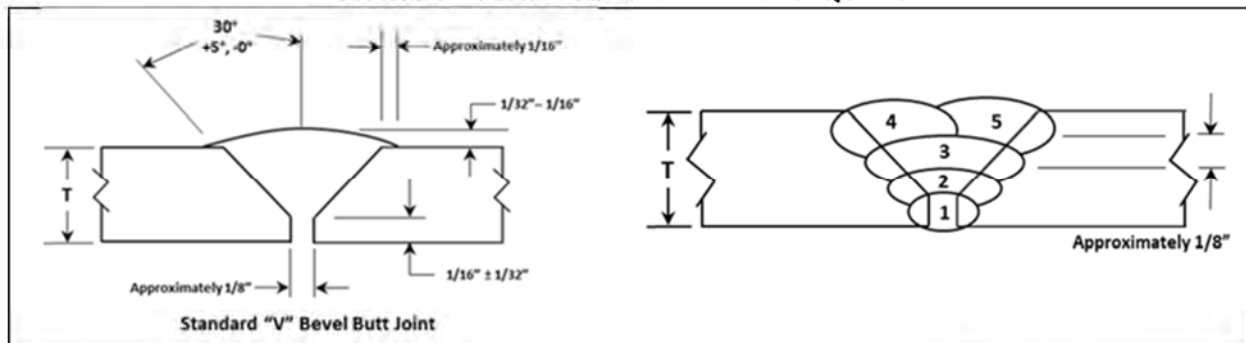 30°
+5°, -0°
Approximately 1/16"
1/32" – 1/16"
T
1/16" ± 1/32"
Approximately 1/8"
Standard "V" Bevel Butt Joint
4
5
3
T
2
1
Approximately 1/8"